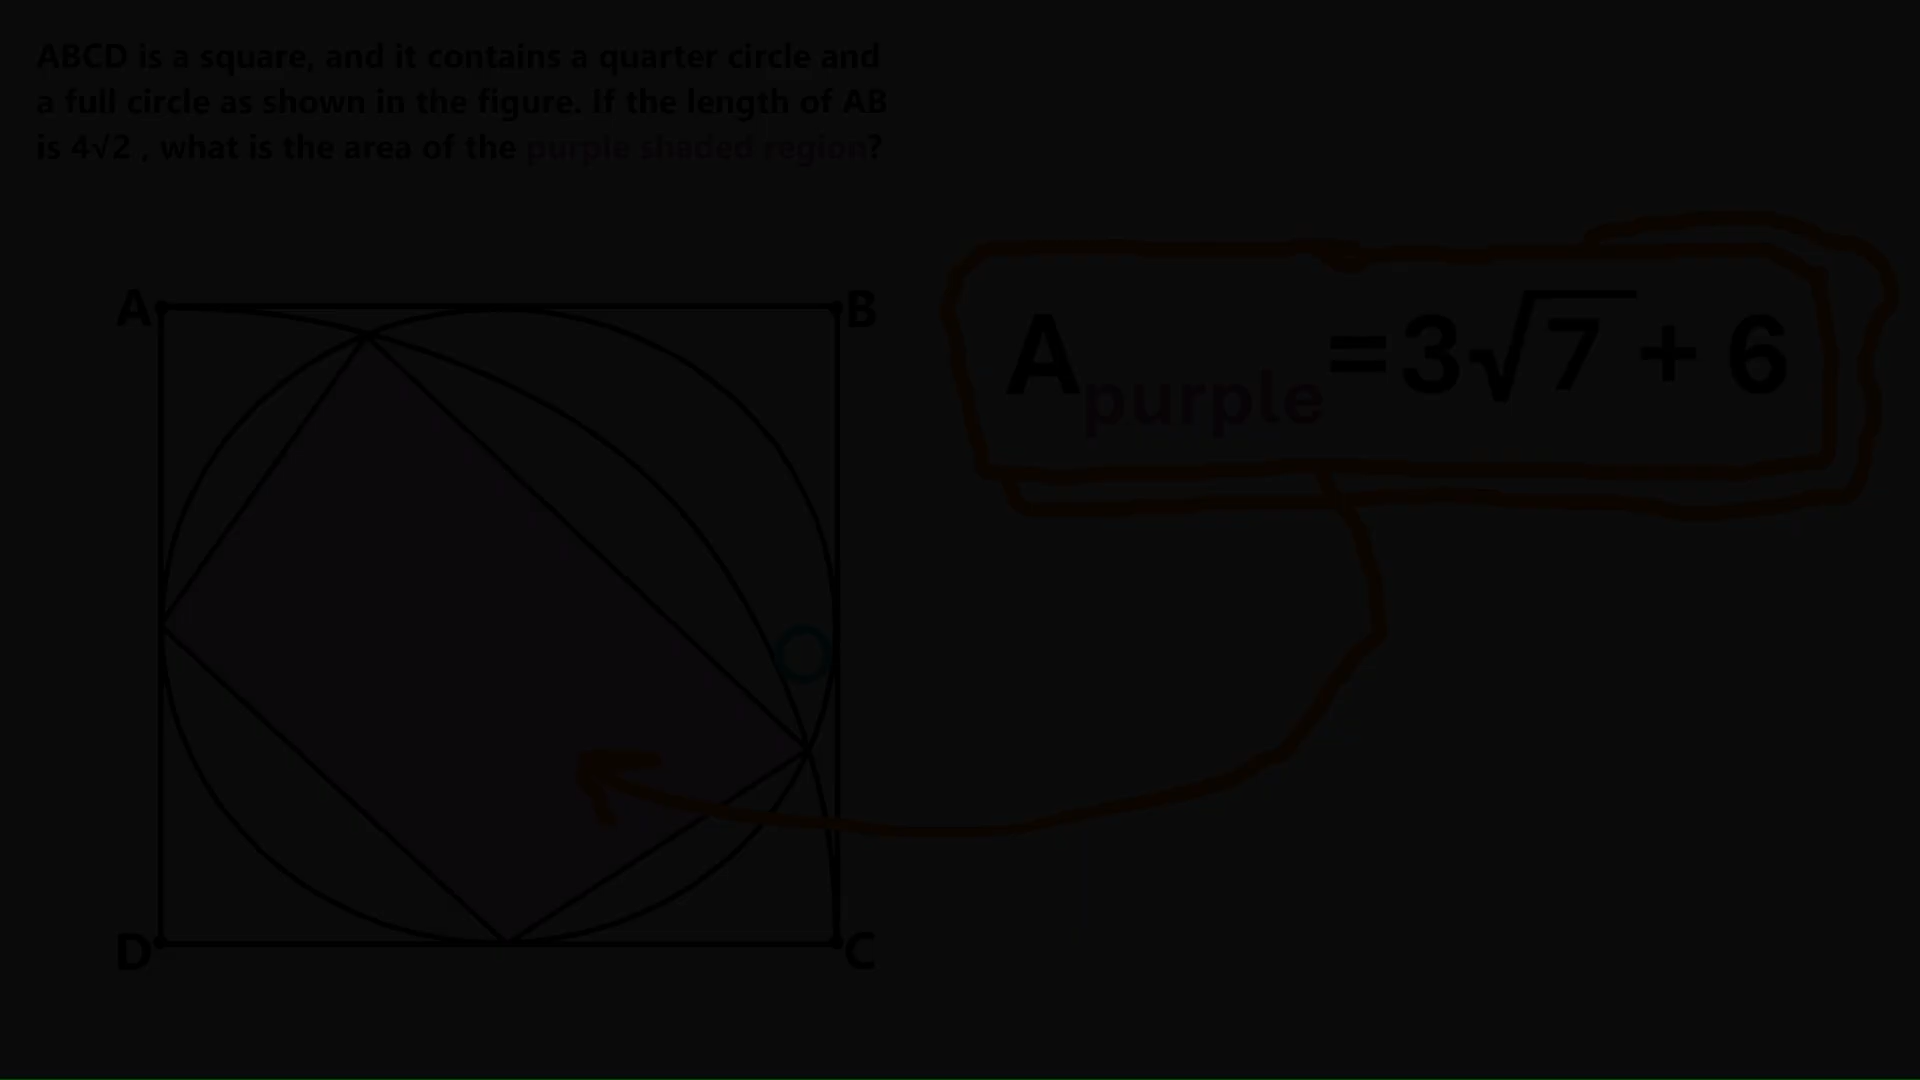 ABCD is a square, and it contains a quarter circle and
a full circle as shown in the figure. If the length of AB
is 4√2 , what is the area of the purple shaded region?
A
B
A purple = 3√7 + 6
D
C